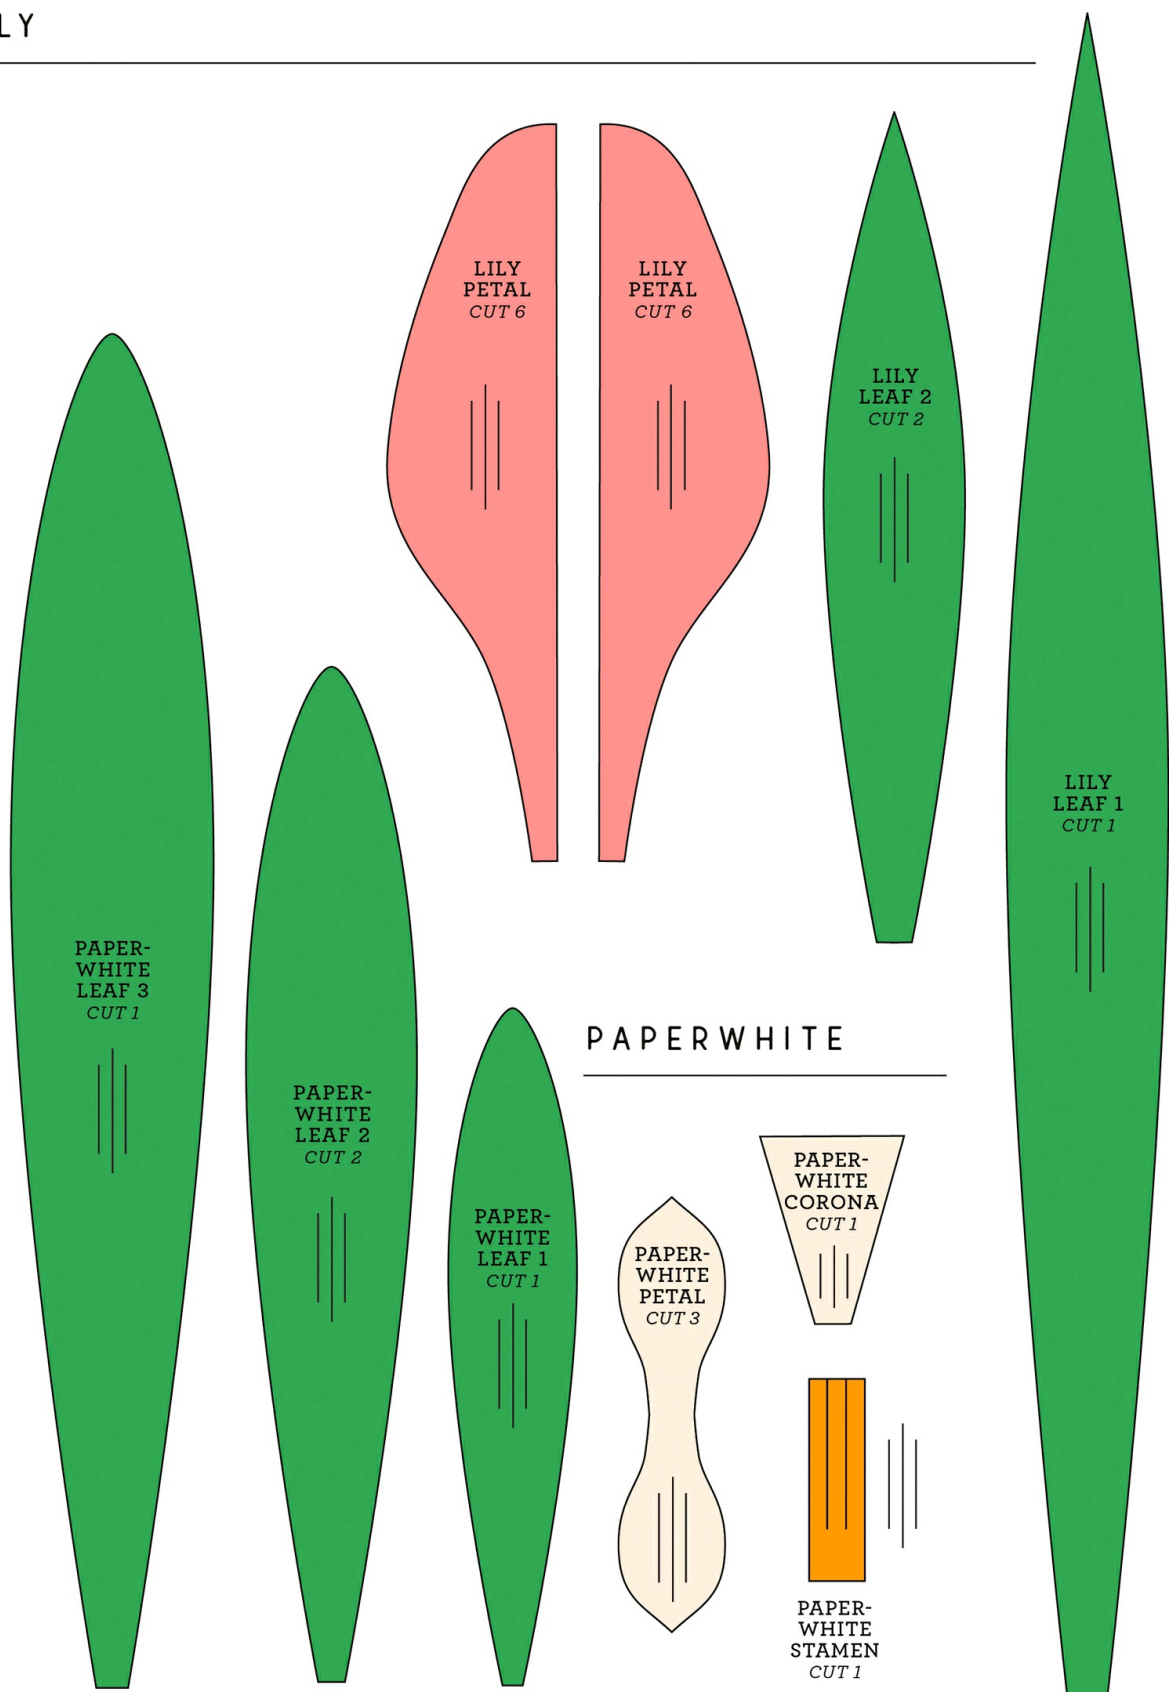 LY
LILY
PETAL
CUT 6
LILY
PETAL
CUT 6
LILY
LEAF 2
CUT 2
LILY
LEAF 1
CUT 1
PAPER-
WHITE
LEAF 3
CUT 1
PAPER-
WHITE
LEAF 2
CUT 2
PAPER-
WHITE
LEAF 1
CUT 1
PAPERWHITE
PAPER-
WHITE
PETAL
CUT 3
PAPER-
WHITE
CORONA
CUT 1
PAPER-
WHITE
STAMEN
CUT 1